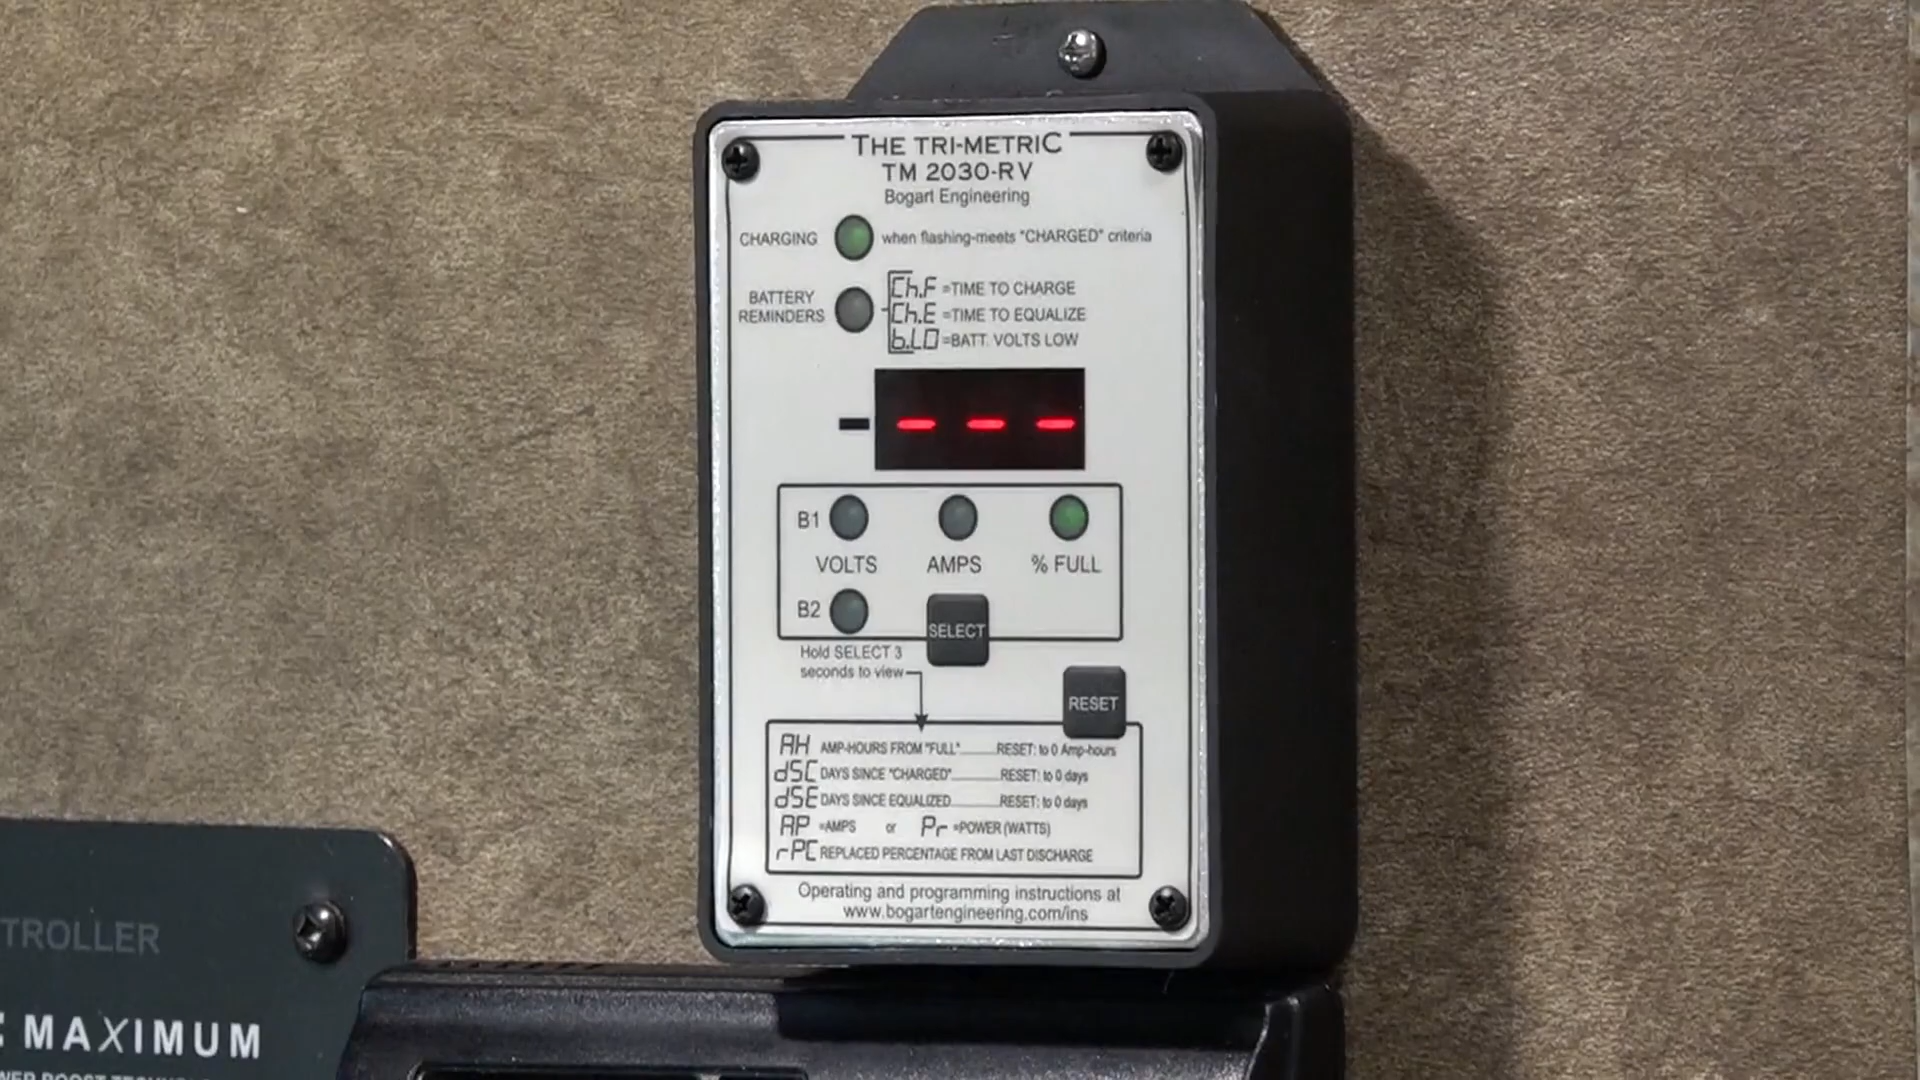 THE TRI-METRIC
TM 2030-RV
Bogart Engineering
CHARGING when flashing-meets "CHARGED" criteria
BATTERY REMINDERS
Ch.F =TIME TO CHARGE
Ch.E =TIME TO EQUALIZE
b.LO =BATT. VOLTS LOW
- - - -
B1
VOLTS AMPS % FULL
B2
SELECT
Hold SELECT 3
seconds to view
RESET
AH AMP-HOURS FROM "FULL" RESET: to 0 Amp-hours
dSC DAYS SINCE "CHARGED" RESET: to 0 days
dSE DAYS SINCE EQUALIZED RESET: to 0 days
AP =AMPS or Pr =POWER (WATTS)
rPC REPLACED PERCENTAGE FROM LAST DISCHARGE
Operating and programming instructions at
www.bogartengineering.com/ins
TROLLER
MAXIMUM